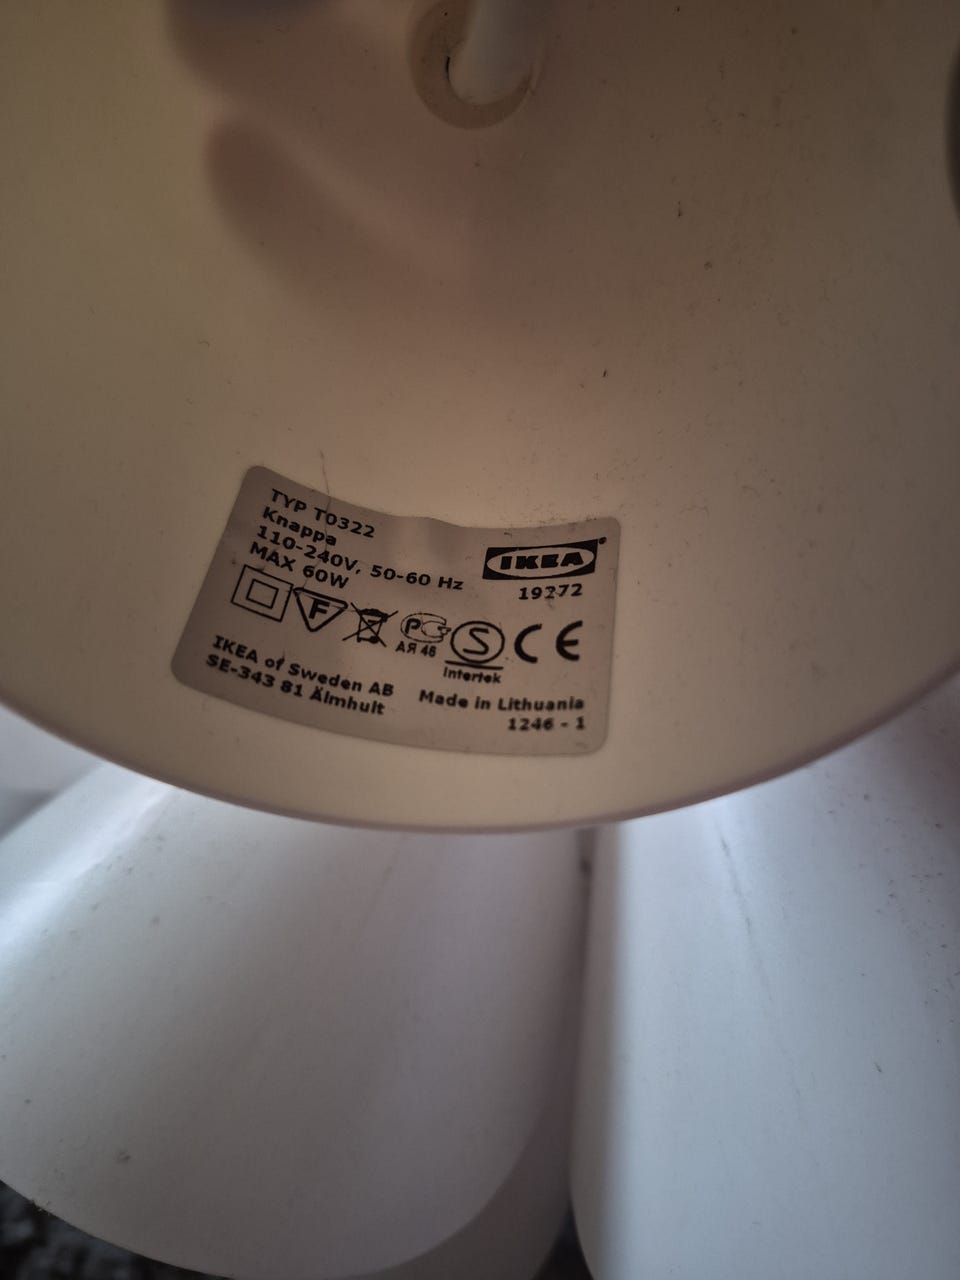 TYP T0322
Knappa
110-240V, 50-60 Hz
MAX 60W
IKEA®
F
PG
АЯ 46
S
Intertek
CE
IKEA of Sweden AB
SE-343 81 Älmhult
Made in Lithuania
1246 - 1